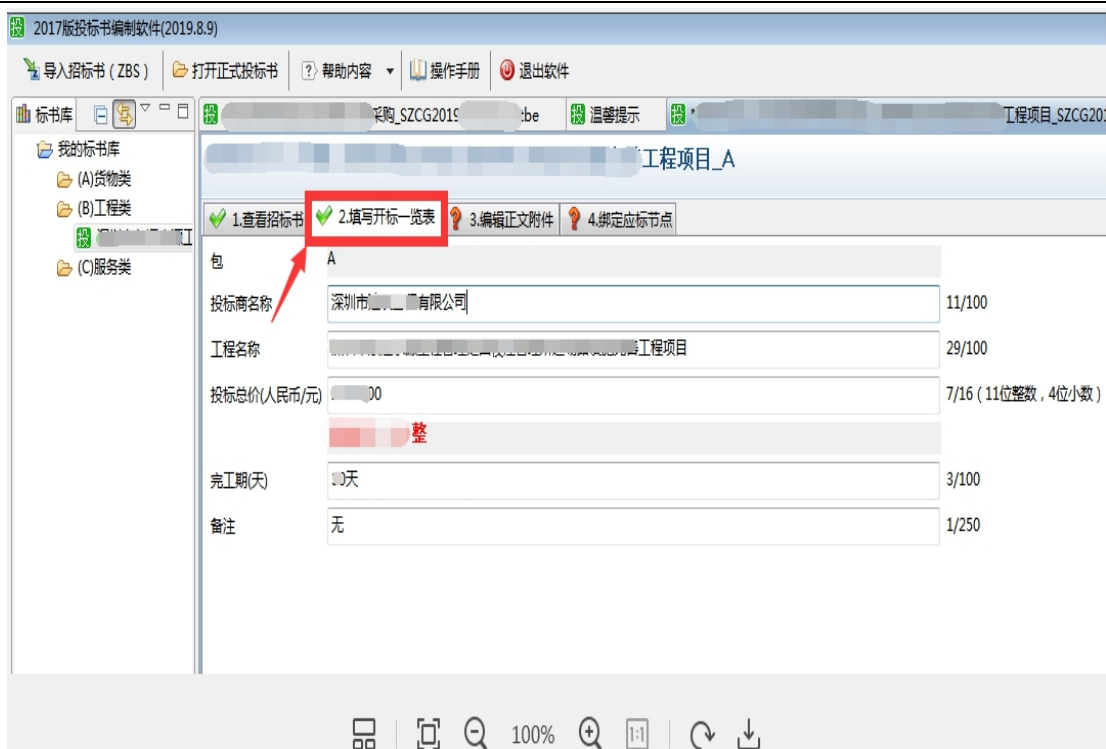 投 2017版投标书编制软件(2019.8.9)
导入招标书(ZBS) 打开正式投标书 ? 帮助内容 操作手册 退出软件
标书库 投 采购_SZCG2019 :be 投 温馨提示 投 * 工程项目_SZCG201
我的标书库
工程项目_A
(A)货物类
(B)工程类
1.查看招标书 2.填写开标一览表 ? 3.编辑正文附件 ? 4.绑定应标节点
投
(C)服务类
包 A
投标商名称 深圳市 有限公司 11/100
工程名称 工程项目 29/100
投标总价(人民币/元) 00 7/16(11位整数,4位小数)
整
完工期(天) 0天 3/100
备注 无 1/250
100% 1:1